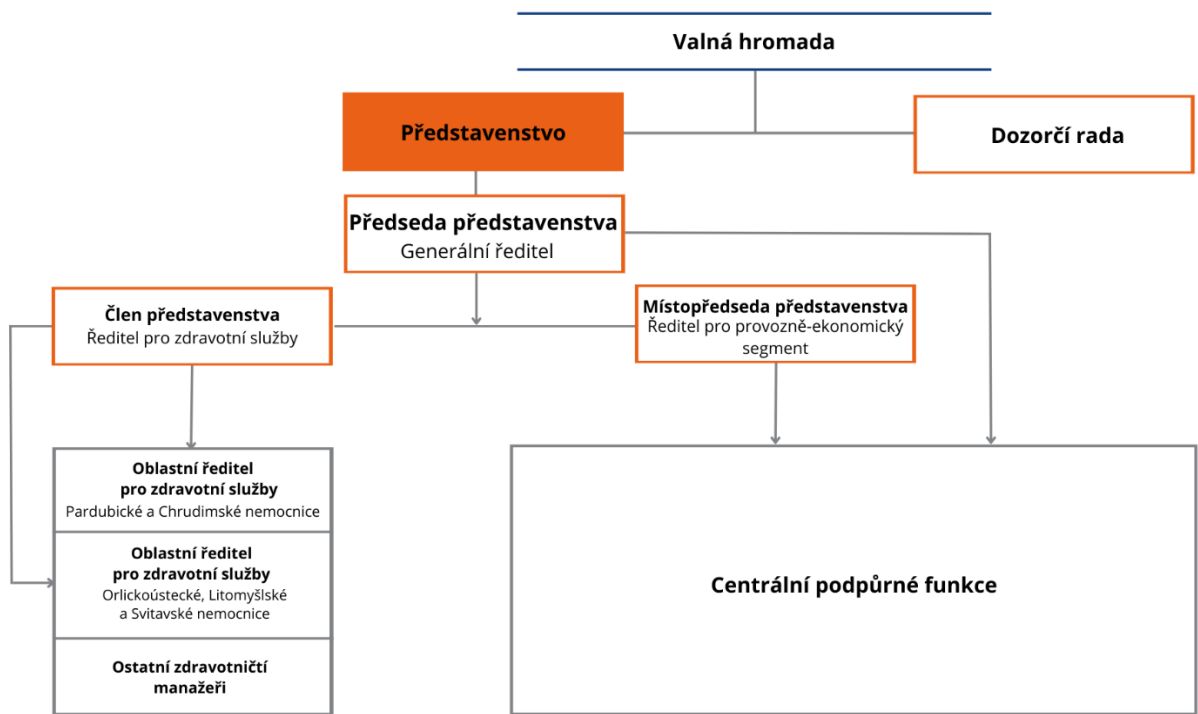 Valná hromada
Představenstvo
Dozorčí rada
Předseda představenstva
Generální ředitel
Člen představenstva
Ředitel pro zdravotní služby
Místopředseda představenstva
Ředitel pro provozně-ekonomický
segment
Oblastní ředitel
pro zdravotní služby
Pardubické a Chrudimské nemocnice
Oblastní ředitel
pro zdravotní služby
Orlickoústecké, Litomyšlské
a Svitavské nemocnice
Ostatní zdravotničtí
manažeři
Centrální podpůrné funkce